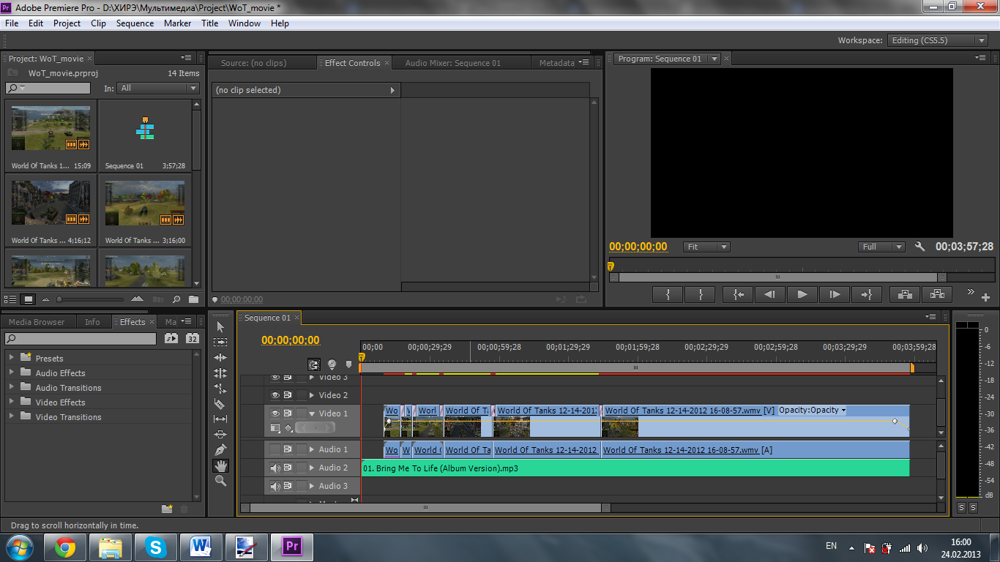 Pr Adobe Premiere Pro - D:\ХИРЭ\Мультимедиа\Project\WoT_movie *
File Edit Project Clip Sequence Marker Title Window Help
Workspace: Editing (CS5.5)
Project: WoT_movie
WoT_movie.prproj 14 Items
In: All
World Of Tanks 1... 15;09
Sequence 01 3;57;28
World Of Tanks ... 4;16;12
World Of Tanks ... 3;16;00
Source: (no clips) Effect Controls Audio Mixer: Sequence 01 Metadata
(no clip selected)
00;00;00;00
Program: Sequence 01
00;00;00;00 Fit Full 00;03;57;28
Media Browser Info Effects Ma
32
Presets
Audio Effects
Audio Transitions
Video Effects
Video Transitions
Sequence 01
00;00;00;00
00;00 00;00;29;29 00;00;59;28 00;01;29;29 00;01;59;28 00;02;29;29 00;02;59;28 00;03;29;29 00;03;59;28
Video 3
Video 2
Video 1 Wo Worl World Of T World Of Tanks 12-14-201 World Of Tanks 12-14-2012 16-08-57.wmv [V] Opacity:Opacity
Audio 1 Wo W World O World Of Ta World Of Tanks 12-14-2012 World Of Tanks 12-14-2012 16-08-57.wmv [A]
Audio 2 01. Bring Me To Life (Album Version).mp3
Audio 3
0
-6
-12
-18
-24
-30
-36
-42
-48
-54
dB
S S
Drag to scroll horizontally in time.
S W Pr
EN 16:00
24.02.2013